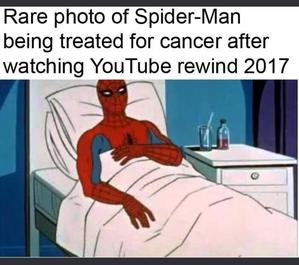 Rare photo of Spider-Man
being treated for cancer after
watching YouTube rewind 2017